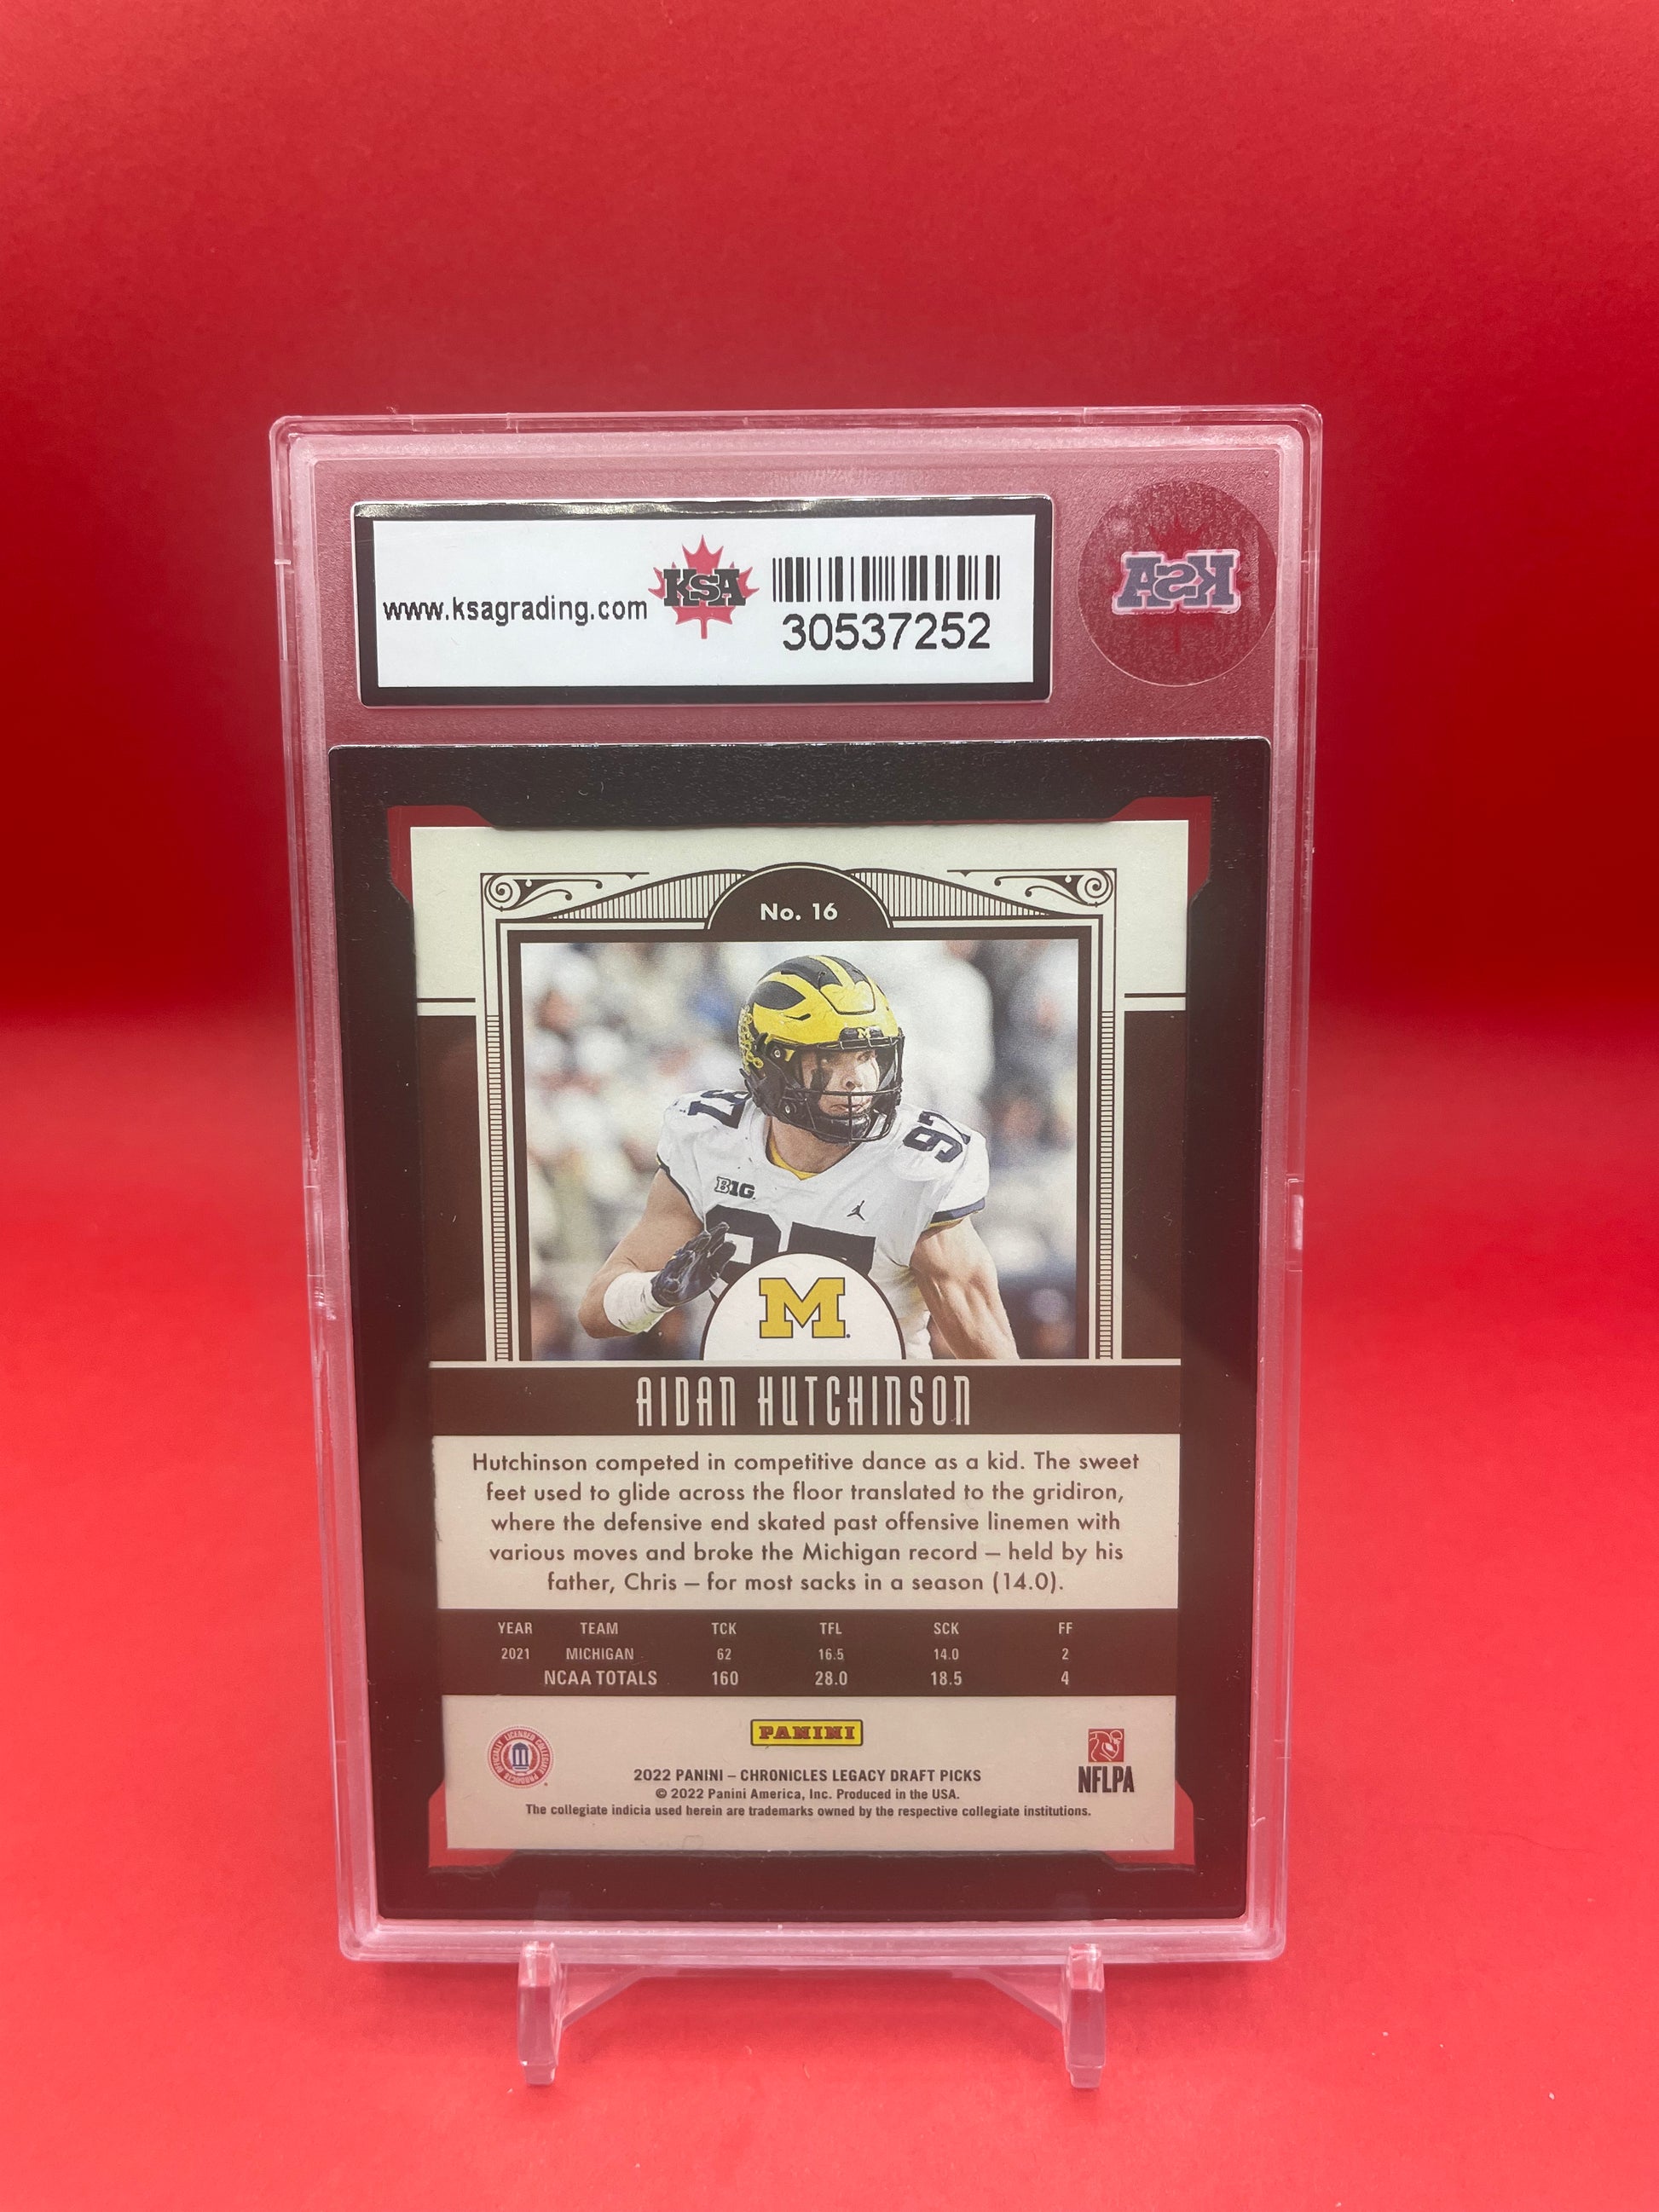 www.ksagrading.com
KSA
30537252
KSA
No. 16
97
97
B1G
97
M
AIDAN HUTCHINSON
Hutchinson competed in competitive dance as a kid. The sweet
feet used to glide across the floor translated to the gridiron,
where the defensive end skated past offensive linemen with
various moves and broke the Michigan record – held by his
father, Chris – for most sacks in a season (14.0).
YEAR TEAM TCK TFL SCK FF
2021 MICHIGAN 62 16.5 14.0 2
NCAA TOTALS 160 28.0 18.5 4
PANINI
OFFICIALLY LICENSED COLLEGIATE PRODUCTS
2022 PANINI – CHRONICLES LEGACY DRAFT PICKS
© 2022 Panini America, Inc. Produced in the USA.
The collegiate indicia used herein are trademarks owned by the respective collegiate institutions.
NFLPA